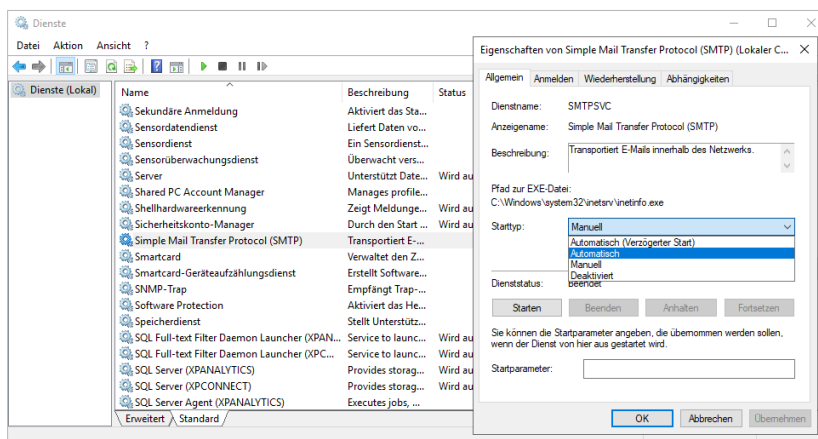 Dienste
Datei Aktion Ansicht ?
Dienste (Lokal)
Name Beschreibung Status
Sekundäre Anmeldung Aktiviert das Sta...
Sensordatendienst Liefert Daten vo...
Sensordienst Ein Sensordienst...
Sensorüberwachungsdienst Überwacht vers...
Server Unterstützt Date... Wird au
Shared PC Account Manager Manages profile...
Shellhardwareerkennung Zeigt Meldunge... Wird au
Sicherheitskonto-Manager Durch den Start ... Wird au
Simple Mail Transfer Protocol (SMTP) Transportiert E-...
Smartcard Verwaltet den Z...
Smartcard-Geräteaufzählungsdienst Erstellt Software...
SNMP-Trap Empfängt Trap-...
Software Protection Aktiviert das He...
Speicherdienst Stellt Unterstütz...
SQL Full-text Filter Daemon Launcher (XPAN... Service to launc... Wird au
SQL Full-text Filter Daemon Launcher (XPC... Service to launc... Wird au
SQL Server (XPANALYTICS) Provides storag... Wird au
SQL Server (XPCONNECT) Provides storag... Wird au
SQL Server Agent (XPANALYTICS) Executes jobs, ...
Erweitert Standard
Eigenschaften von Simple Mail Transfer Protocol (SMTP) (Lokaler C...
Allgemein Anmelden Wiederherstellung Abhängigkeiten
Dienstname: SMTPSVC
Anzeigename: Simple Mail Transfer Protocol (SMTP)
Beschreibung: Transportiert E-Mails innerhalb des Netzwerks.
Pfad zur EXE-Datei:
C:\Windows\system32\inetsrv\inetinfo.exe
Starttyp: Manuell
Automatisch (Verzögerter Start)
Automatisch
Manuell
Deaktiviert
Dienststatus: Beendet
Starten Beenden Anhalten Fortsetzen
Sie können die Startparameter angeben, die übernommen werden sollen,
wenn der Dienst von hier aus gestartet wird.
Startparameter:
OK Abbrechen Übernehmen